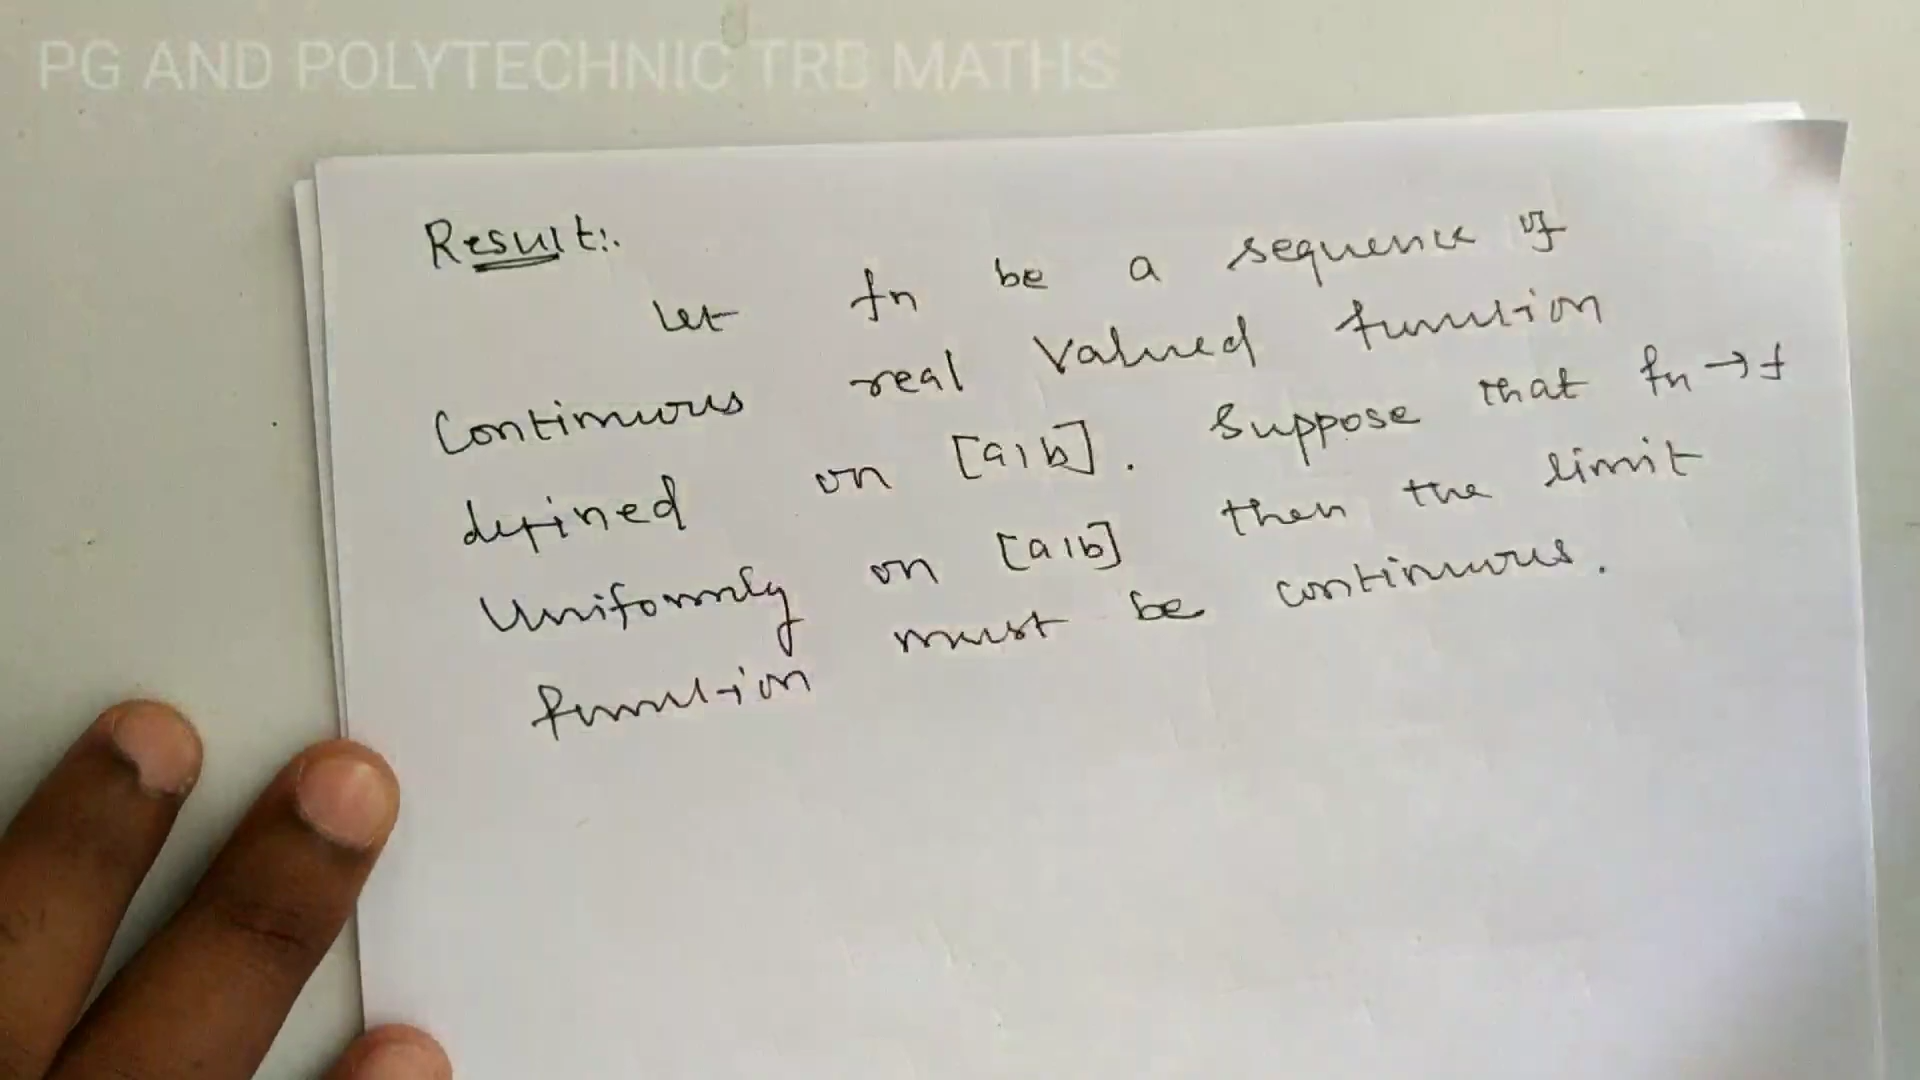 PG AND POLYTECHNIC TRB MATHS
Result:.
Let fn be a sequence of
Continuous real valued function
defined on [a,b]. Suppose that fn → f
Uniformly on [a,b] then the limit
function must be continuous.